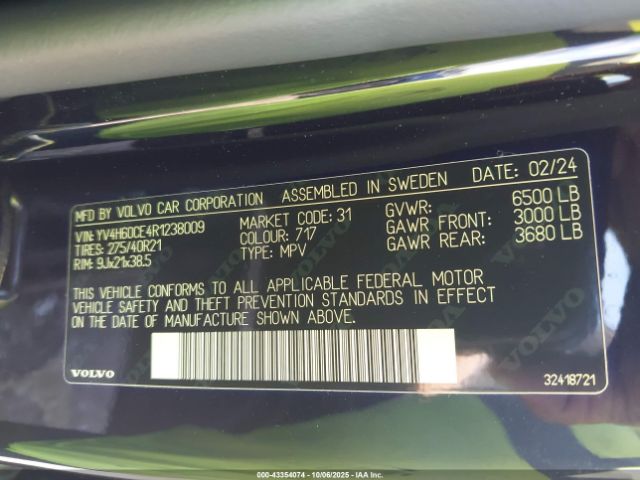 MFD BY VOLVO CAR CORPORATION ASSEMBLED IN SWEDEN DATE: 02/24
VIN: YV4H60CE4R1238009 MARKET CODE: 31 GVWR: 6500 LB
TIRES: 275/40R21 COLOUR: 717 GAWR FRONT: 3000 LB
RIM: 9Jx21x38.5 TYPE: MPV GAWR REAR: 3680 LB
THIS VEHICLE CONFORMS TO ALL APPLICABLE FEDERAL MOTOR
VEHICLE SAFETY AND THEFT PREVENTION STANDARDS IN EFFECT
ON THE DATE OF MANUFACTURE SHOWN ABOVE.
VOLVO 32418721
000-43354074 - 10/06/2025 - IAA Inc.